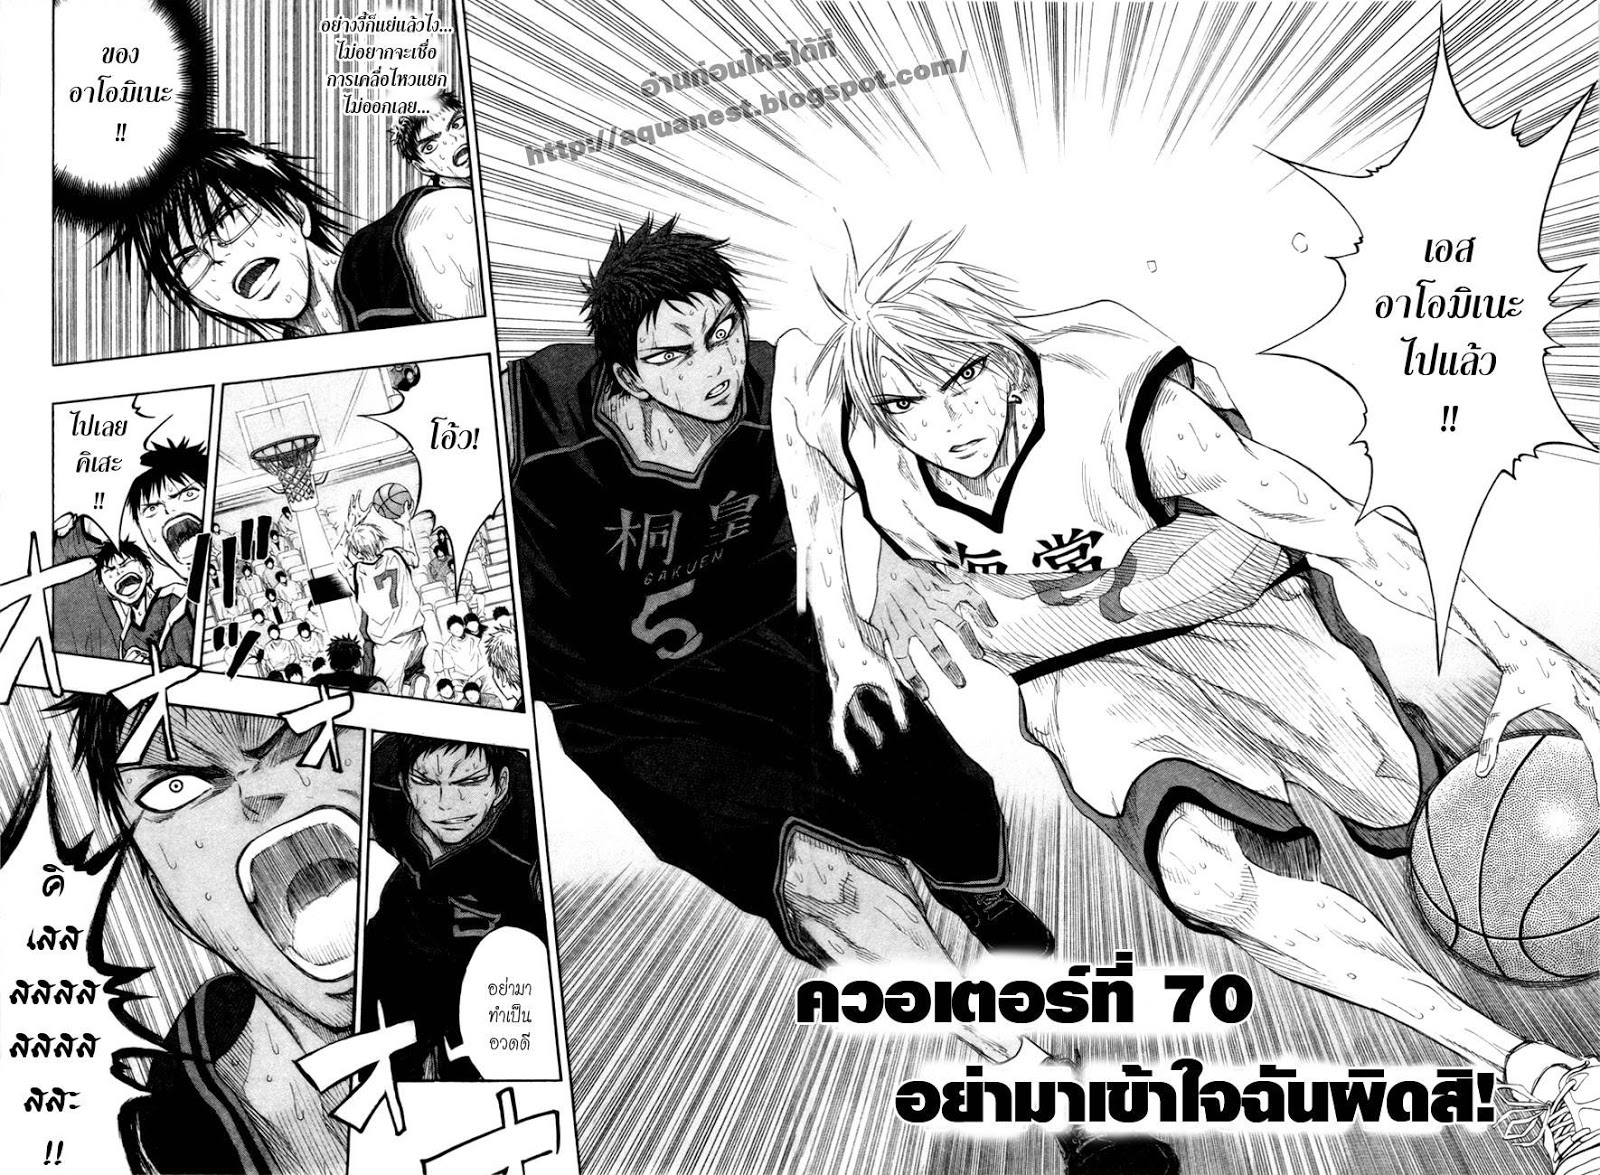 เอส
อาโอมิเนะ
ไปแล้ว
!!
อ่านก่อนใครได้ที่
http://aquanest.blogspot.com/
桐皇
GAKUEN
5
海常
ควอเตอร์ที่ 70
อย่ามาเข้าใจฉันผิดสิ!
อย่างงี้ก็แย่แล้วไง...
ไม่อยากจะเชื่อ
การเคลื่อไหวแยก
ไม่ออกเลย...
ของ
อาโอมิเนะ
!!
โอ้ว!
7
ไปเลย
คิเสะ
!!
อย่ามา
ทำเป็น
อวดดี
5
คิ
เสสิ
สิสิสิสิ
สิสิสิสิ
สิสะ
!!
オオオ
オオ